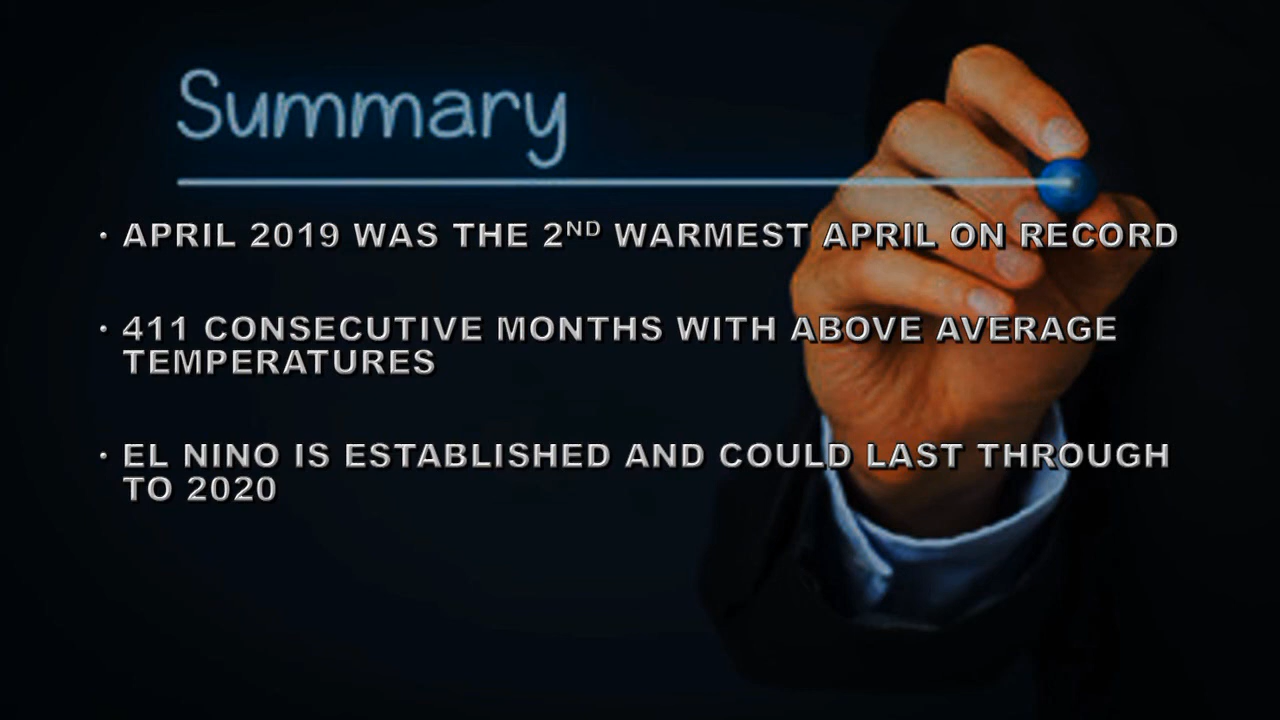 Summary
• APRIL 2019 WAS THE 2ND WARMEST APRIL ON RECORD
• 411 CONSECUTIVE MONTHS WITH ABOVE AVERAGE
TEMPERATURES
• EL NINO IS ESTABLISHED AND COULD LAST THROUGH
TO 2020